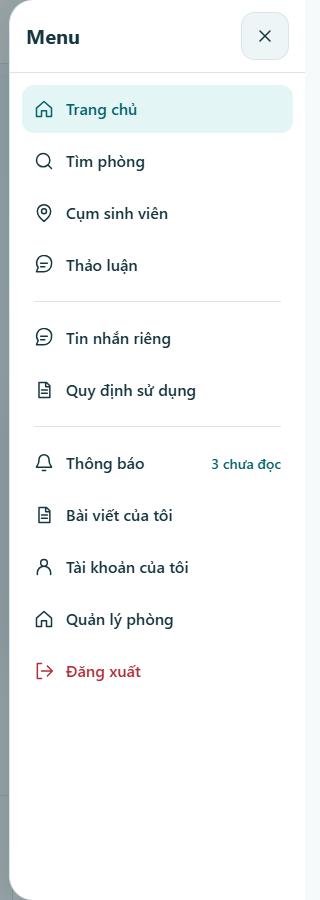 Menu
Trang chủ
Tìm phòng
Cụm sinh viên
Thảo luận
Tin nhắn riêng
Quy định sử dụng
Thông báo 3 chưa đọc
Bài viết của tôi
Tài khoản của tôi
Quản lý phòng
Đăng xuất